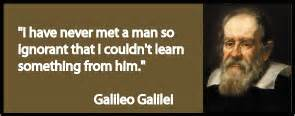 "I have never met a man so
ignorant that I couldn't learn
something from him."
Galileo Galilei